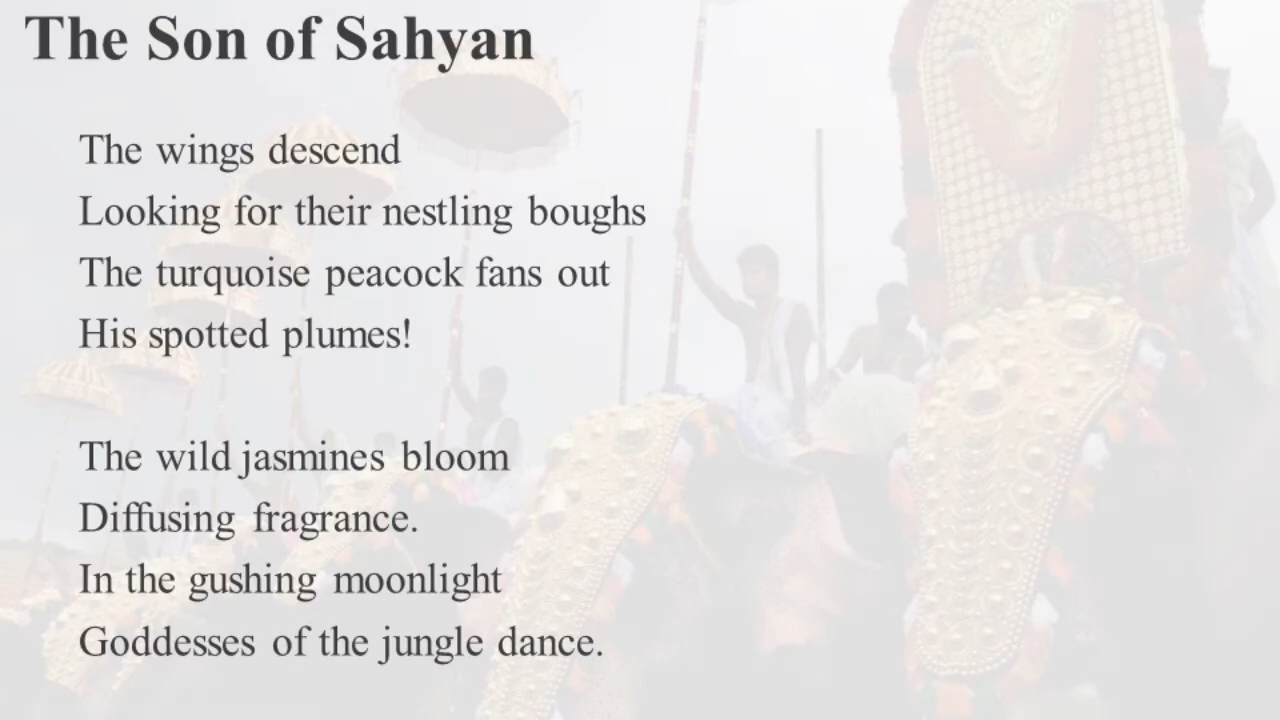 The Son of Sahyan
The wings descend
Looking for their nestling boughs
The turquoise peacock fans out
His spotted plumes!
The wild jasmines bloom
Diffusing fragrance.
In the gushing moonlight
Goddesses of the jungle dance.